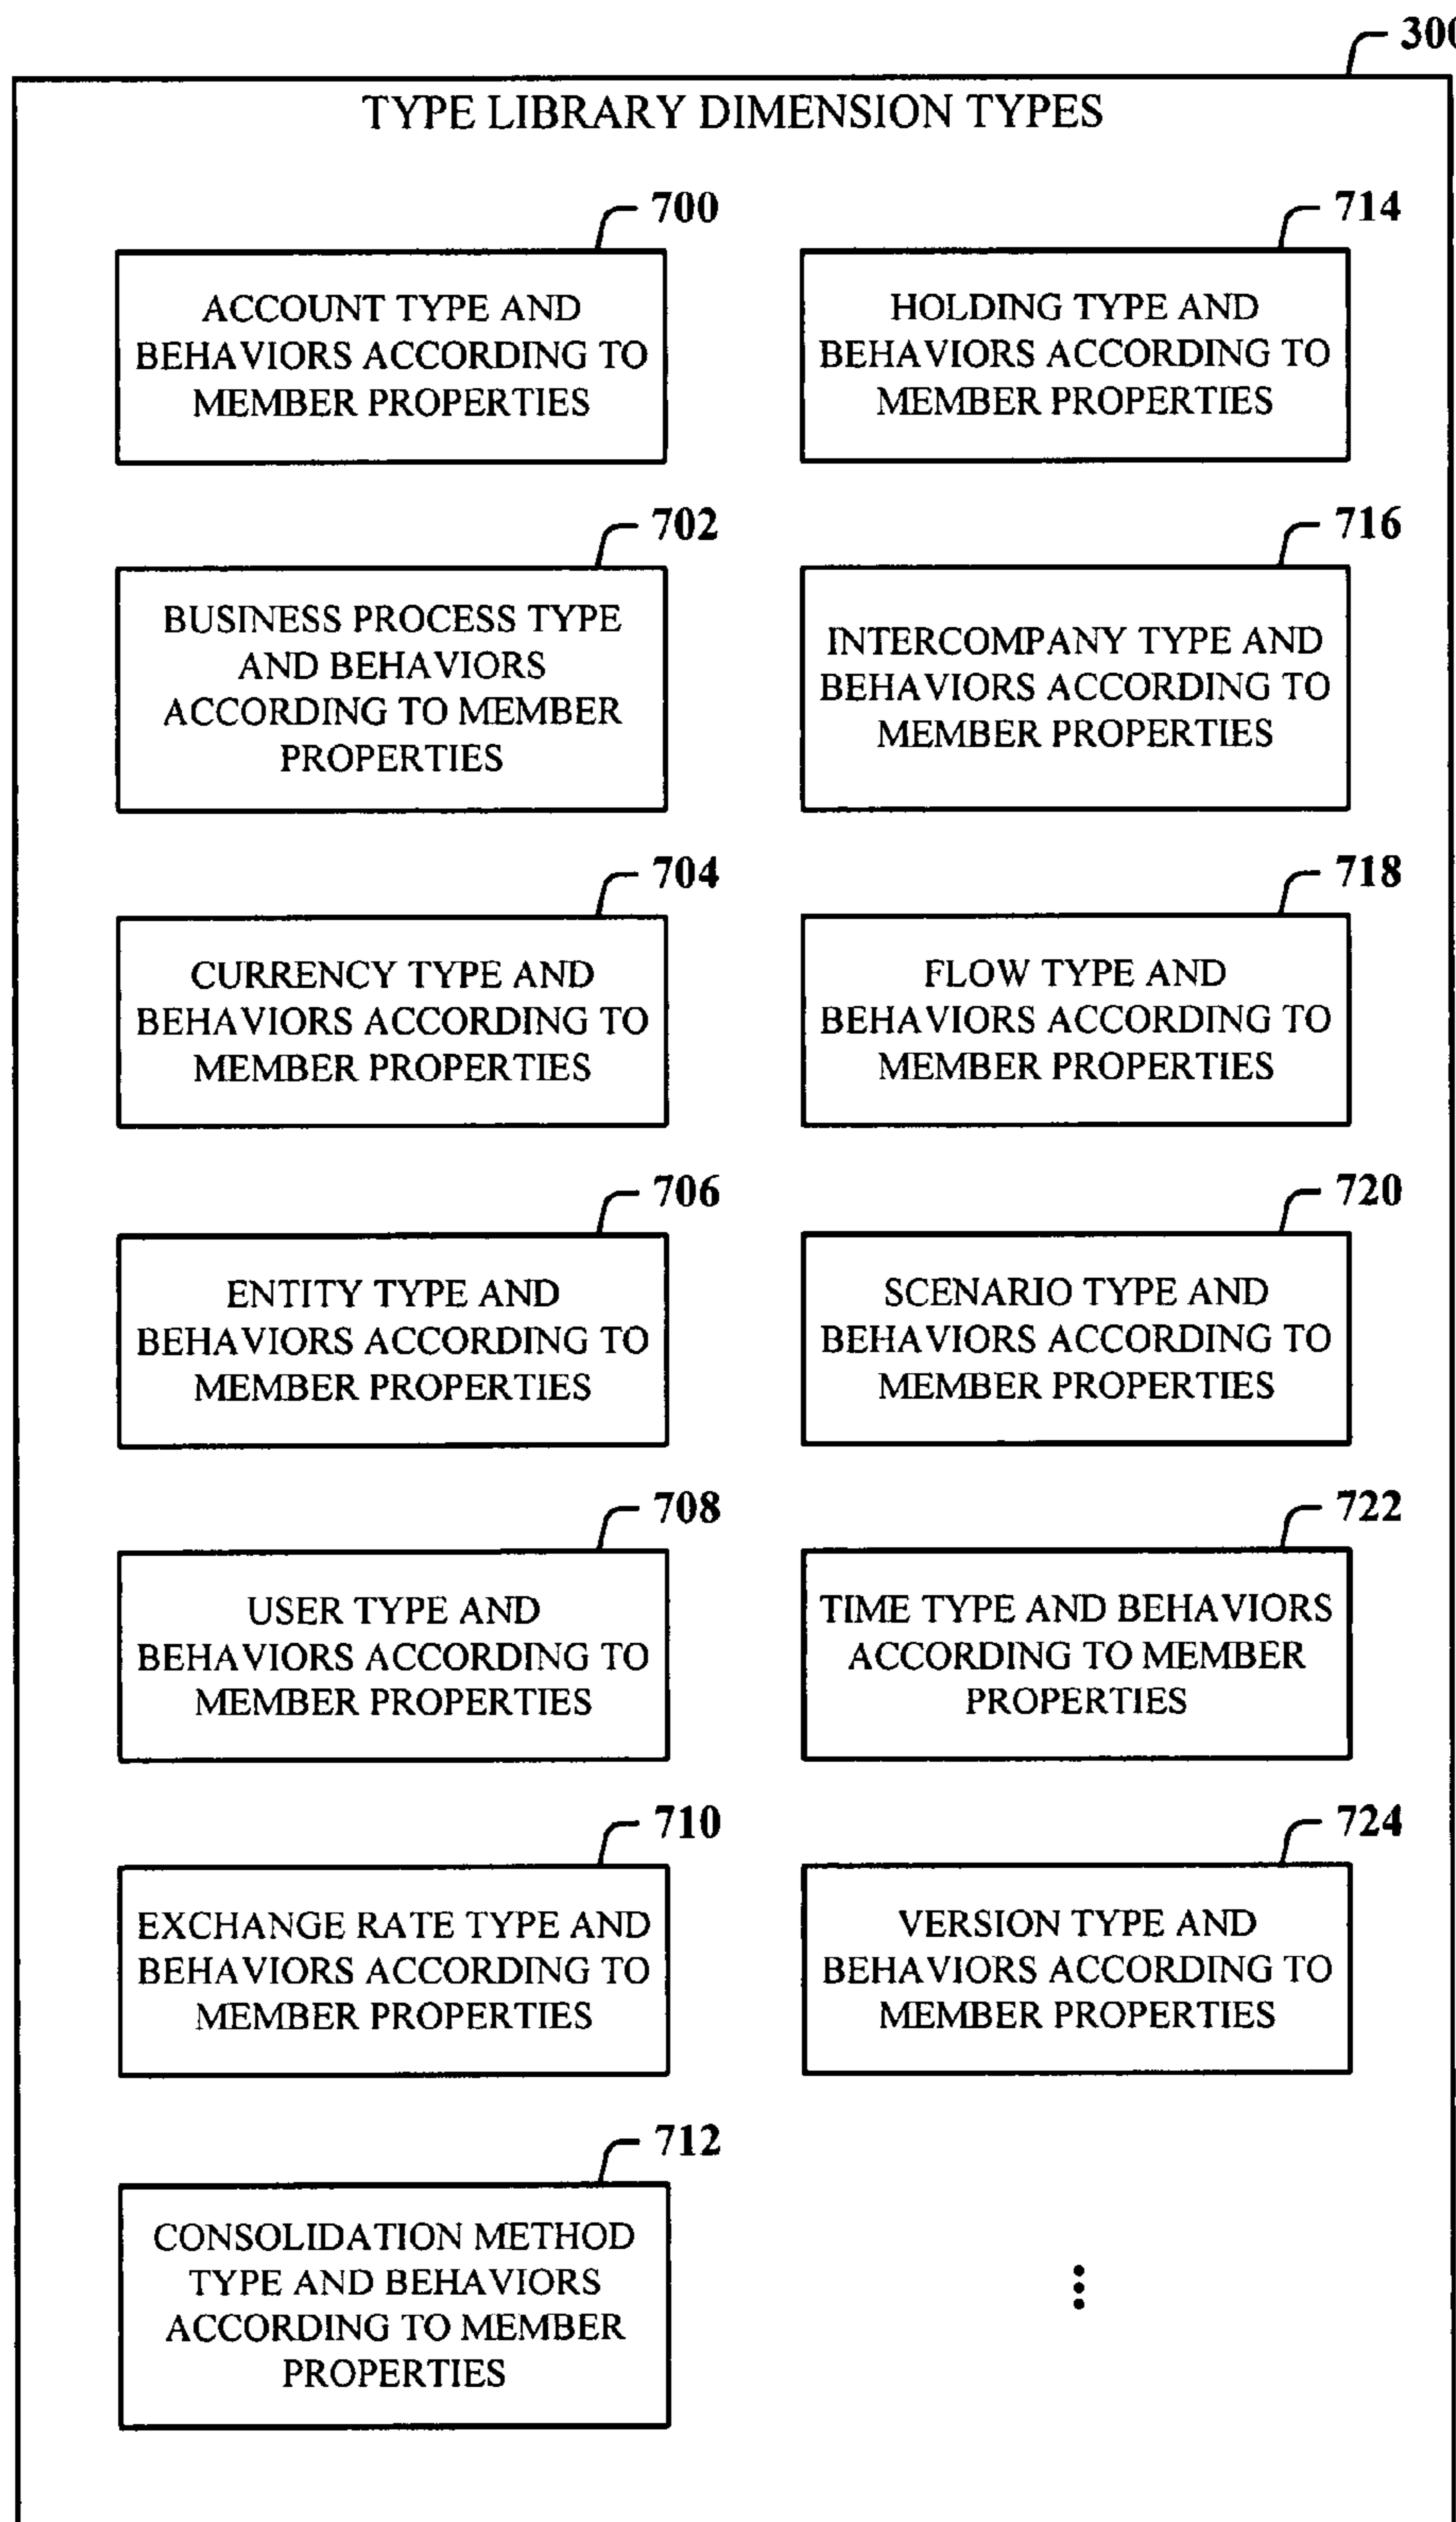 300
TYPE LIBRARY DIMENSION TYPES
700
ACCOUNT TYPE AND
BEHAVIORS ACCORDING TO
MEMBER PROPERTIES
702
BUSINESS PROCESS TYPE
AND BEHAVIORS
ACCORDING TO MEMBER
PROPERTIES
704
CURRENCY TYPE AND
BEHAVIORS ACCORDING TO
MEMBER PROPERTIES
706
ENTITY TYPE AND
BEHAVIORS ACCORDING TO
MEMBER PROPERTIES
708
USER TYPE AND
BEHAVIORS ACCORDING TO
MEMBER PROPERTIES
710
EXCHANGE RATE TYPE AND
BEHAVIORS ACCORDING TO
MEMBER PROPERTIES
712
CONSOLIDATION METHOD
TYPE AND BEHAVIORS
ACCORDING TO MEMBER
PROPERTIES
714
HOLDING TYPE AND
BEHAVIORS ACCORDING TO
MEMBER PROPERTIES
716
INTERCOMPANY TYPE AND
BEHAVIORS ACCORDING TO
MEMBER PROPERTIES
718
FLOW TYPE AND
BEHAVIORS ACCORDING TO
MEMBER PROPERTIES
720
SCENARIO TYPE AND
BEHAVIORS ACCORDING TO
MEMBER PROPERTIES
722
TIME TYPE AND BEHAVIORS
ACCORDING TO MEMBER
PROPERTIES
724
VERSION TYPE AND
BEHAVIORS ACCORDING TO
MEMBER PROPERTIES